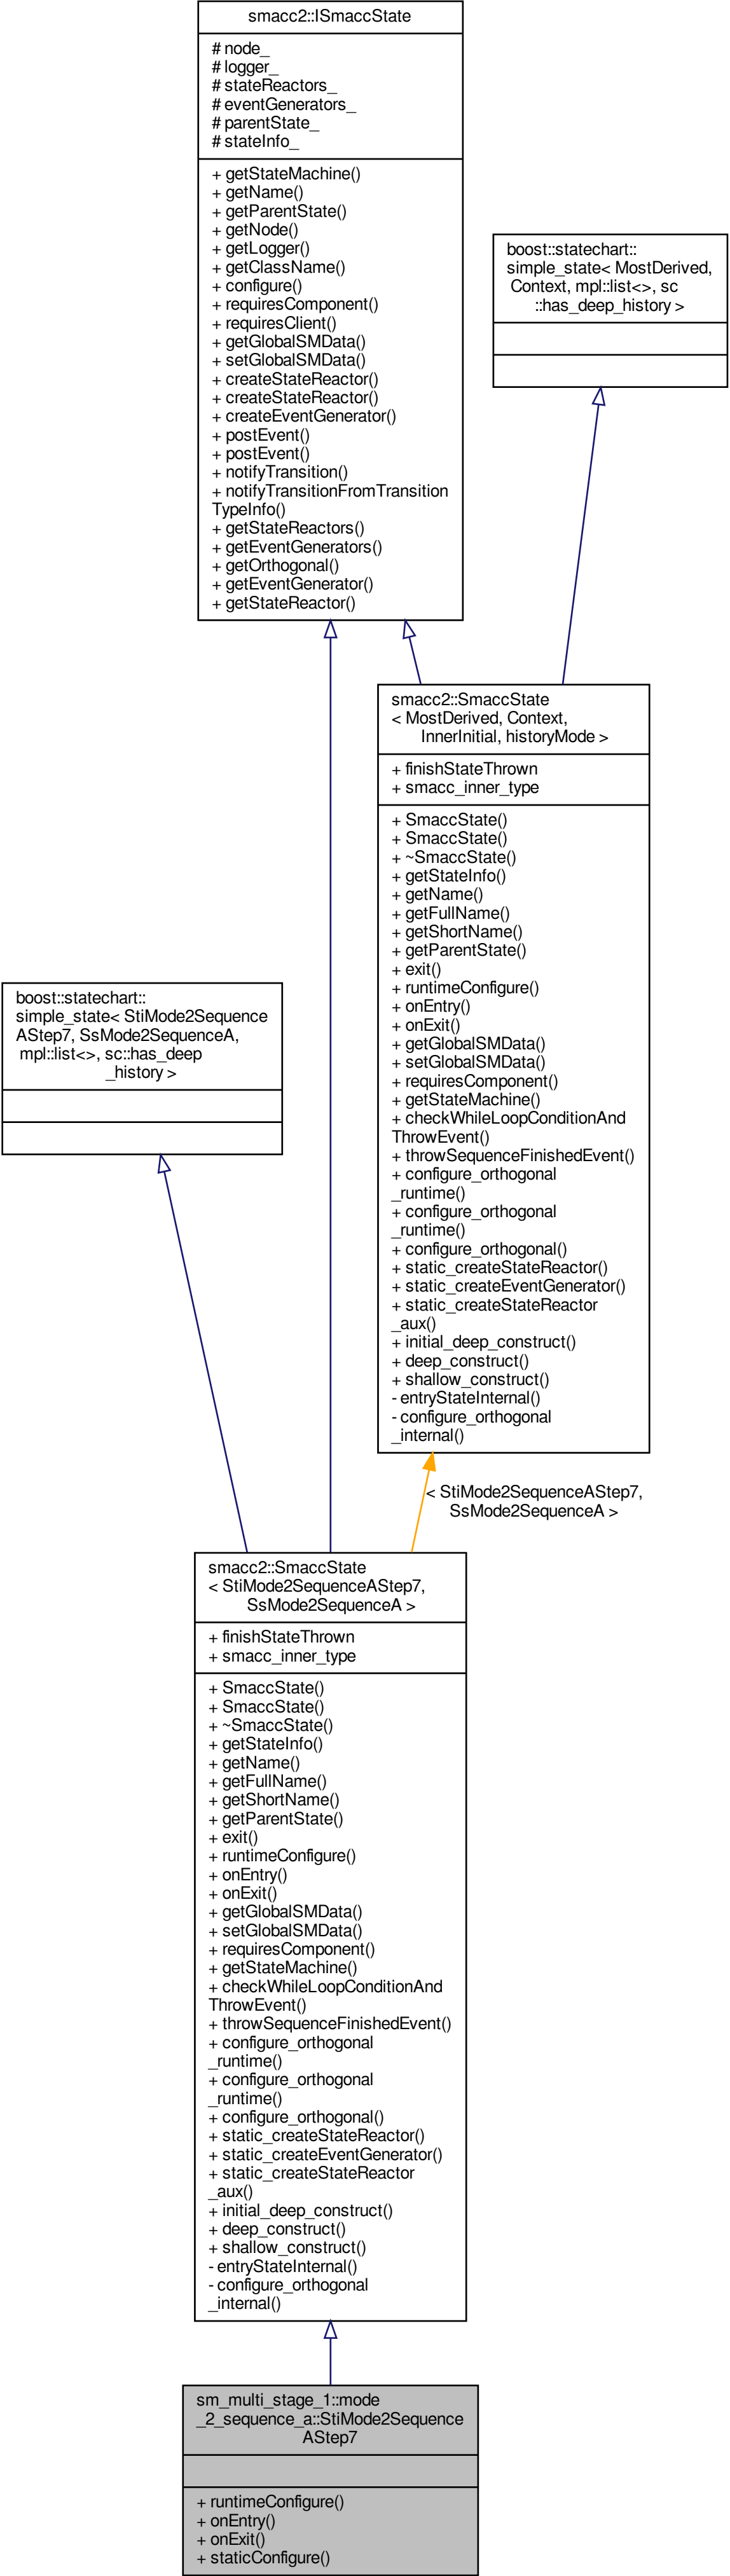 smacc2::ISmaccState
# node_
# logger_
# stateReactors_
# eventGenerators_
# parentState_
# stateInfo_
+ getStateMachine()
+ getName()
+ getParentState()
+ getNode()
+ getLogger()
+ getClassName()
+ configure()
+ requiresComponent()
+ requiresClient()
+ getGlobalSMData()
+ setGlobalSMData()
+ createStateReactor()
+ createStateReactor()
+ createEventGenerator()
+ postEvent()
+ postEvent()
+ notifyTransition()
+ notifyTransitionFromTransition
TypeInfo()
+ getStateReactors()
+ getEventGenerators()
+ getOrthogonal()
+ getEventGenerator()
+ getStateReactor()
boost::statechart::
simple_state< MostDerived,
Context, mpl::list<>, sc
::has_deep_history >
smacc2::SmaccState
< MostDerived, Context,
InnerInitial, historyMode >
+ finishStateThrown
+ smacc_inner_type
+ SmaccState()
+ SmaccState()
+ ~SmaccState()
+ getStateInfo()
+ getName()
+ getFullName()
+ getShortName()
+ getParentState()
+ exit()
+ runtimeConfigure()
+ onEntry()
+ onExit()
+ getGlobalSMData()
+ setGlobalSMData()
+ requiresComponent()
+ getStateMachine()
+ checkWhileLoopConditionAnd
ThrowEvent()
+ throwSequenceFinishedEvent()
+ configure_orthogonal
_runtime()
+ configure_orthogonal
_runtime()
+ configure_orthogonal()
+ static_createStateReactor()
+ static_createEventGenerator()
+ static_createStateReactor
_aux()
+ initial_deep_construct()
+ deep_construct()
+ shallow_construct()
- entryStateInternal()
- configure_orthogonal
_internal()
boost::statechart::
simple_state< StiMode2Sequence
AStep7, SsMode2SequenceA,
mpl::list<>, sc::has_deep
_history >
< StiMode2SequenceAStep7,
SsMode2SequenceA >
smacc2::SmaccState
< StiMode2SequenceAStep7,
SsMode2SequenceA >
+ finishStateThrown
+ smacc_inner_type
+ SmaccState()
+ SmaccState()
+ ~SmaccState()
+ getStateInfo()
+ getName()
+ getFullName()
+ getShortName()
+ getParentState()
+ exit()
+ runtimeConfigure()
+ onEntry()
+ onExit()
+ getGlobalSMData()
+ setGlobalSMData()
+ requiresComponent()
+ getStateMachine()
+ checkWhileLoopConditionAnd
ThrowEvent()
+ throwSequenceFinishedEvent()
+ configure_orthogonal
_runtime()
+ configure_orthogonal
_runtime()
+ configure_orthogonal()
+ static_createStateReactor()
+ static_createEventGenerator()
+ static_createStateReactor
_aux()
+ initial_deep_construct()
+ deep_construct()
+ shallow_construct()
- entryStateInternal()
- configure_orthogonal
_internal()
sm_multi_stage_1::mode
_2_sequence_a::StiMode2Sequence
AStep7
+ runtimeConfigure()
+ onEntry()
+ onExit()
+ staticConfigure()